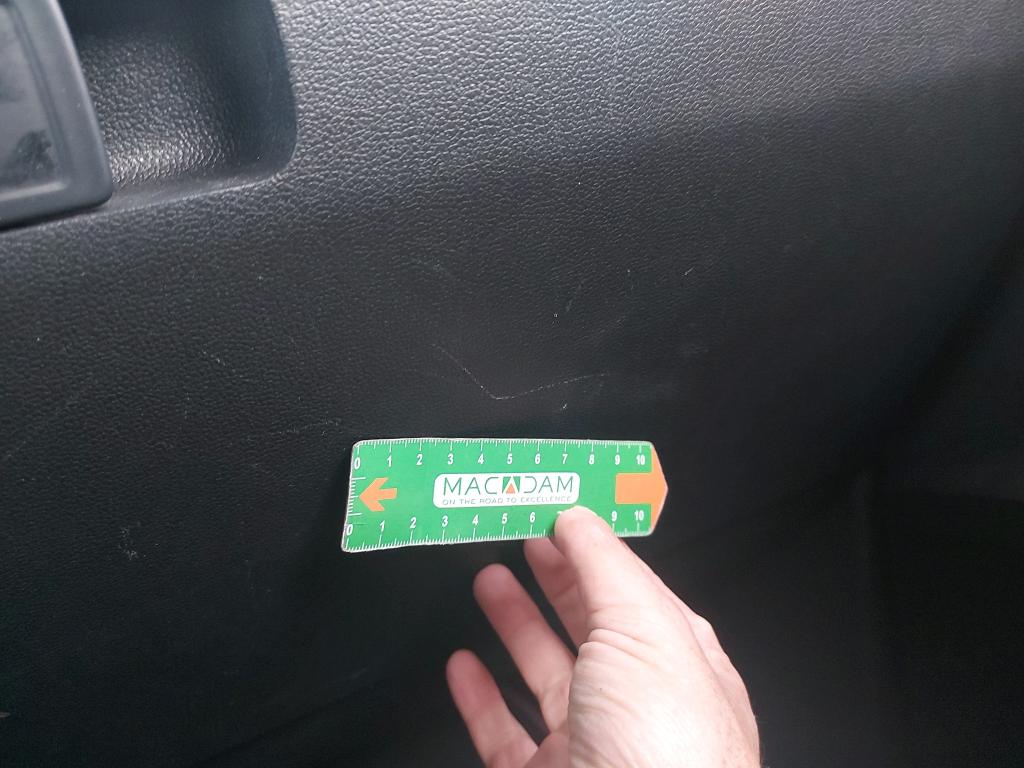 0 1 2 3 4 5 6 7 8 9 10
MACADAM
ON THE ROAD TO EXCELLENCE
0 1 2 3 4 5 6 9 10